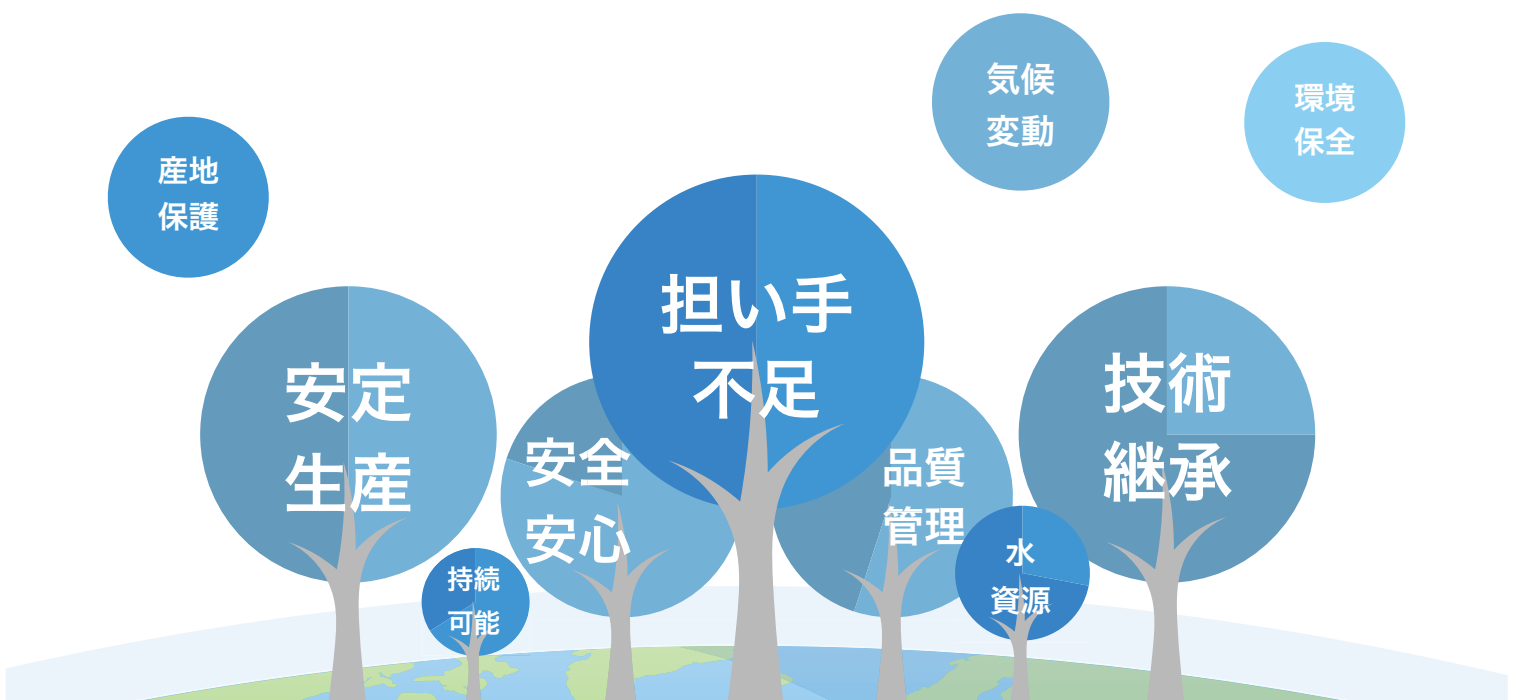 気候
変動
環境
保全
産地
保護
担い手
不足
安定
生産
技術
継承
安全
安心
品質
管理
水
資源
持続
可能